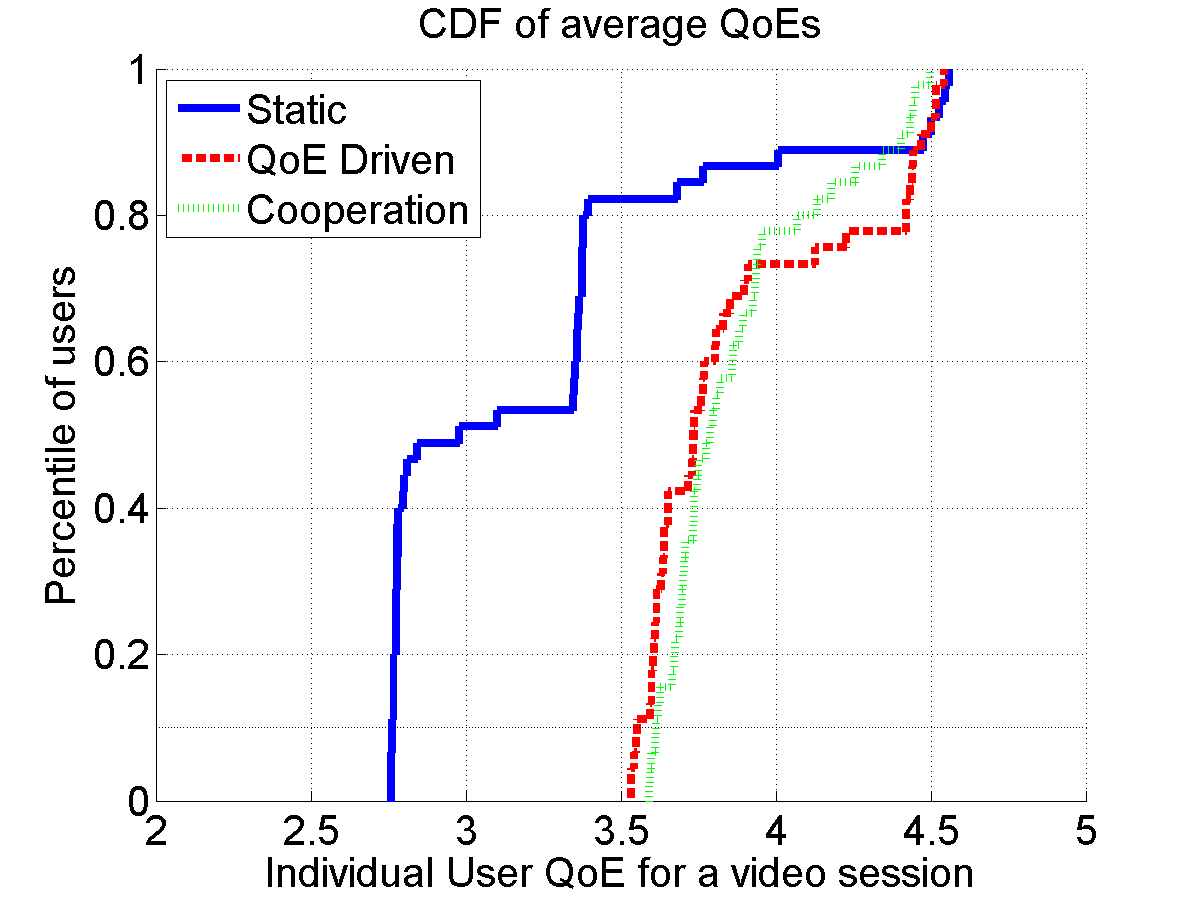 CDF of average QoEs
1
0.8
0.6
0.4
0.2
0
Percentile of users
Static
QoE Driven
Cooperation
2 2.5 3 3.5 4 4.5 5
Individual User QoE for a video session